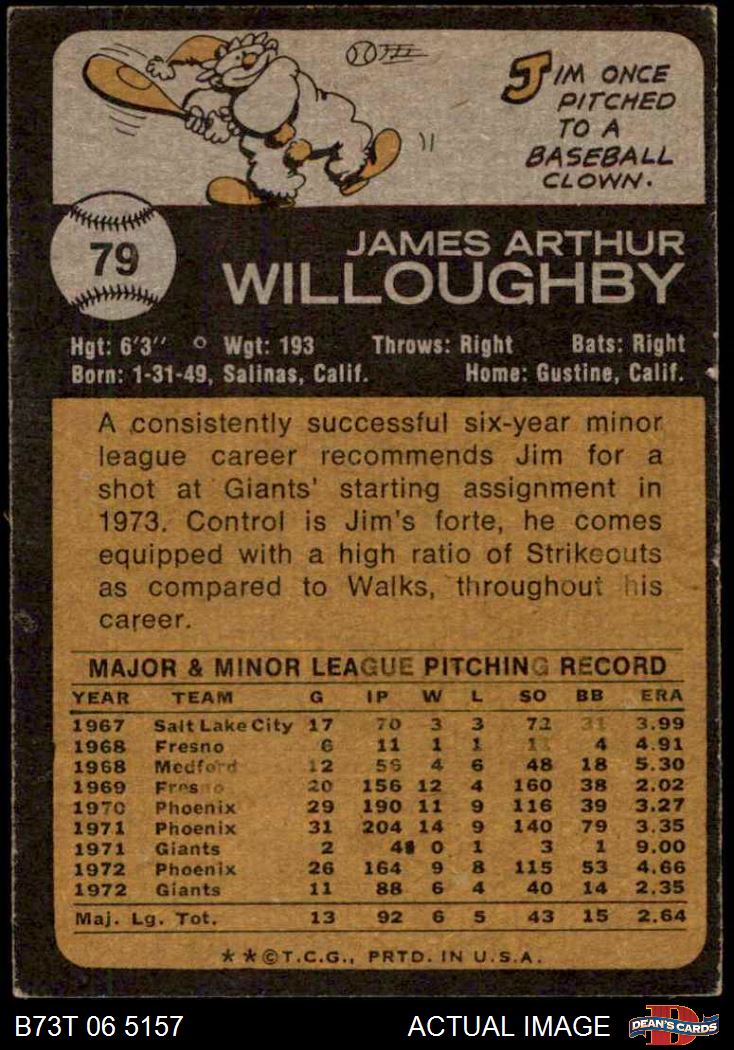 JIM ONCE
PITCHED
TO A
BASEBALL
CLOWN.
79
JAMES ARTHUR
WILLOUGHBY
Hgt: 6'3" Wgt: 193 Throws: Right Bats: Right
Born: 1-31-49, Salinas, Calif. Home: Gustine, Calif.
A consistently successful six-year minor
league career recommends Jim for a
shot at Giants' starting assignment in
1973. Control is Jim's forte, he comes
equipped with a high ratio of Strikeouts
as compared to Walks, throughout his
career.
MAJOR & MINOR LEAGUE PITCHING RECORD
YEAR TEAM G IP W L SO BB ERA
1967 Salt Lake City 17 70 3 3 72 31 3.99
1968 Fresno 6 11 1 1 11 4 4.91
1968 Medford 12 56 4 6 48 18 5.30
1969 Fresno 20 156 12 4 160 38 2.02
1970 Phoenix 29 190 11 9 116 39 3.27
1971 Phoenix 31 204 14 9 140 79 3.35
1971 Giants 2 4 0 1 3 1 9.00
1972 Phoenix 26 164 9 8 115 53 4.66
1972 Giants 11 88 6 4 40 14 2.35
Maj. Lg. Tot. 13 92 6 5 43 15 2.64
**©T.C.G., PRTD. IN U.S.A.
B73T 06 5157 ACTUAL IMAGE DEAN'S CARDS